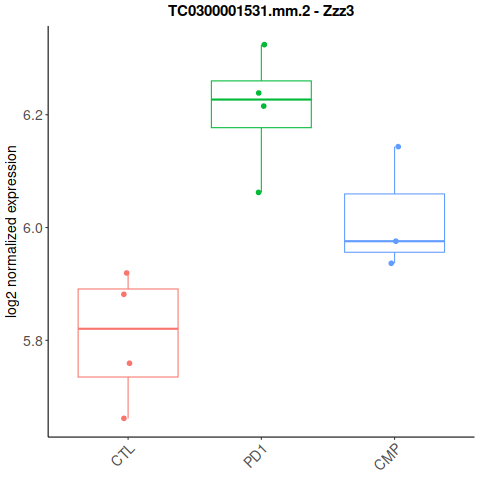 TC0300001531.mm.2 - Zzz3
log2 normalized expression
6.2
6.0
5.8
CTL
PD1
CMP